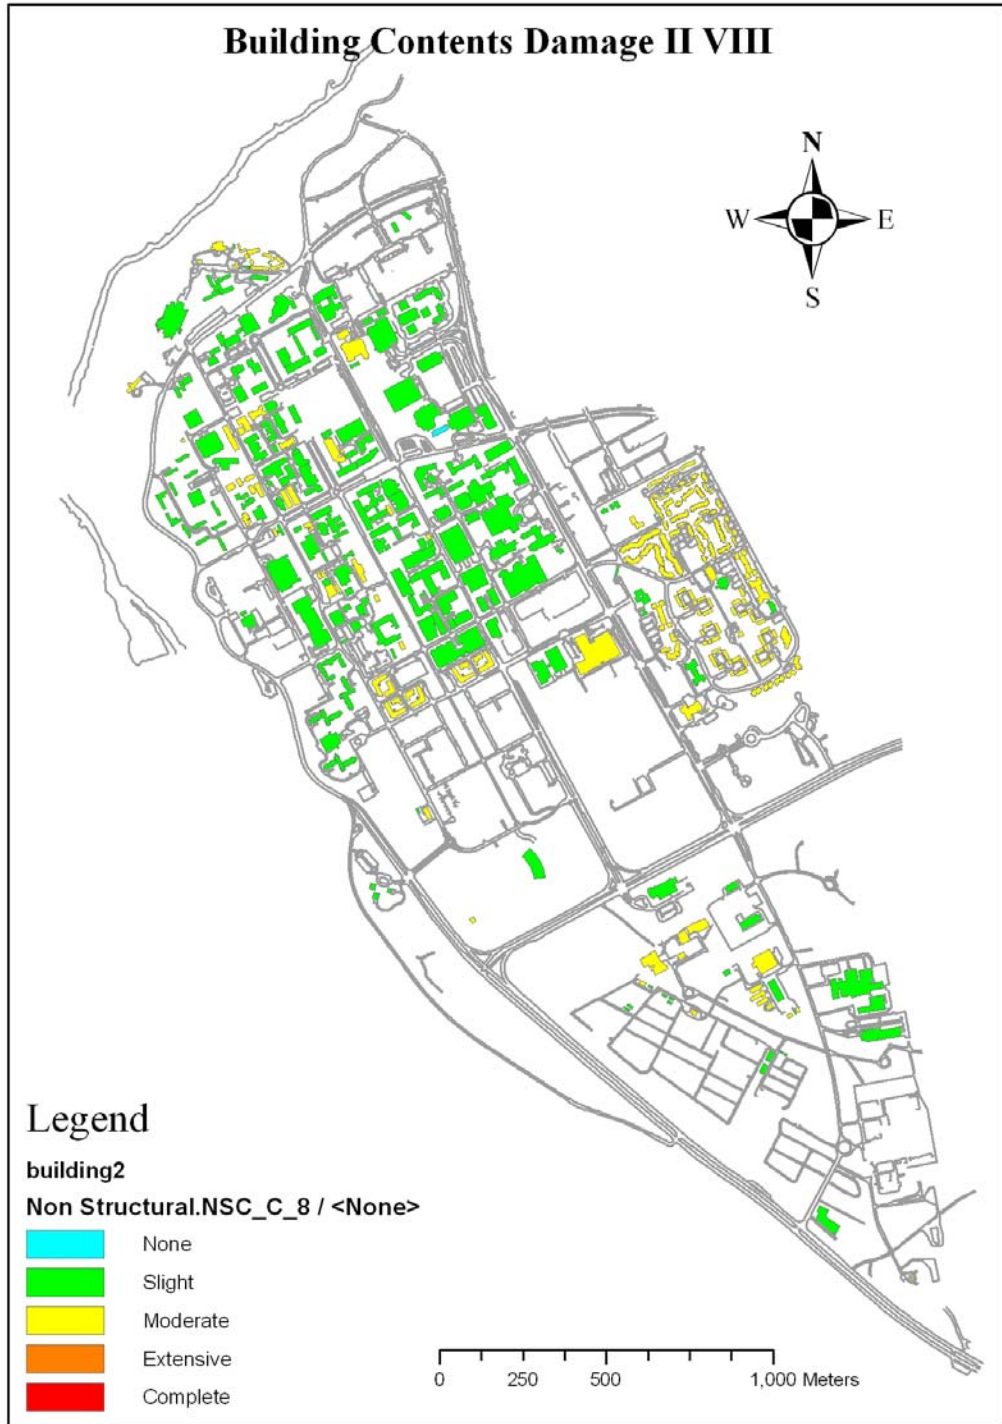 Building Contents Damage II VIII
N
W E
S
Legend
building2
Non Structural.NSC_C_8 / <None>
None
Slight
Moderate
Extensive
Complete
0 250 500 1,000 Meters